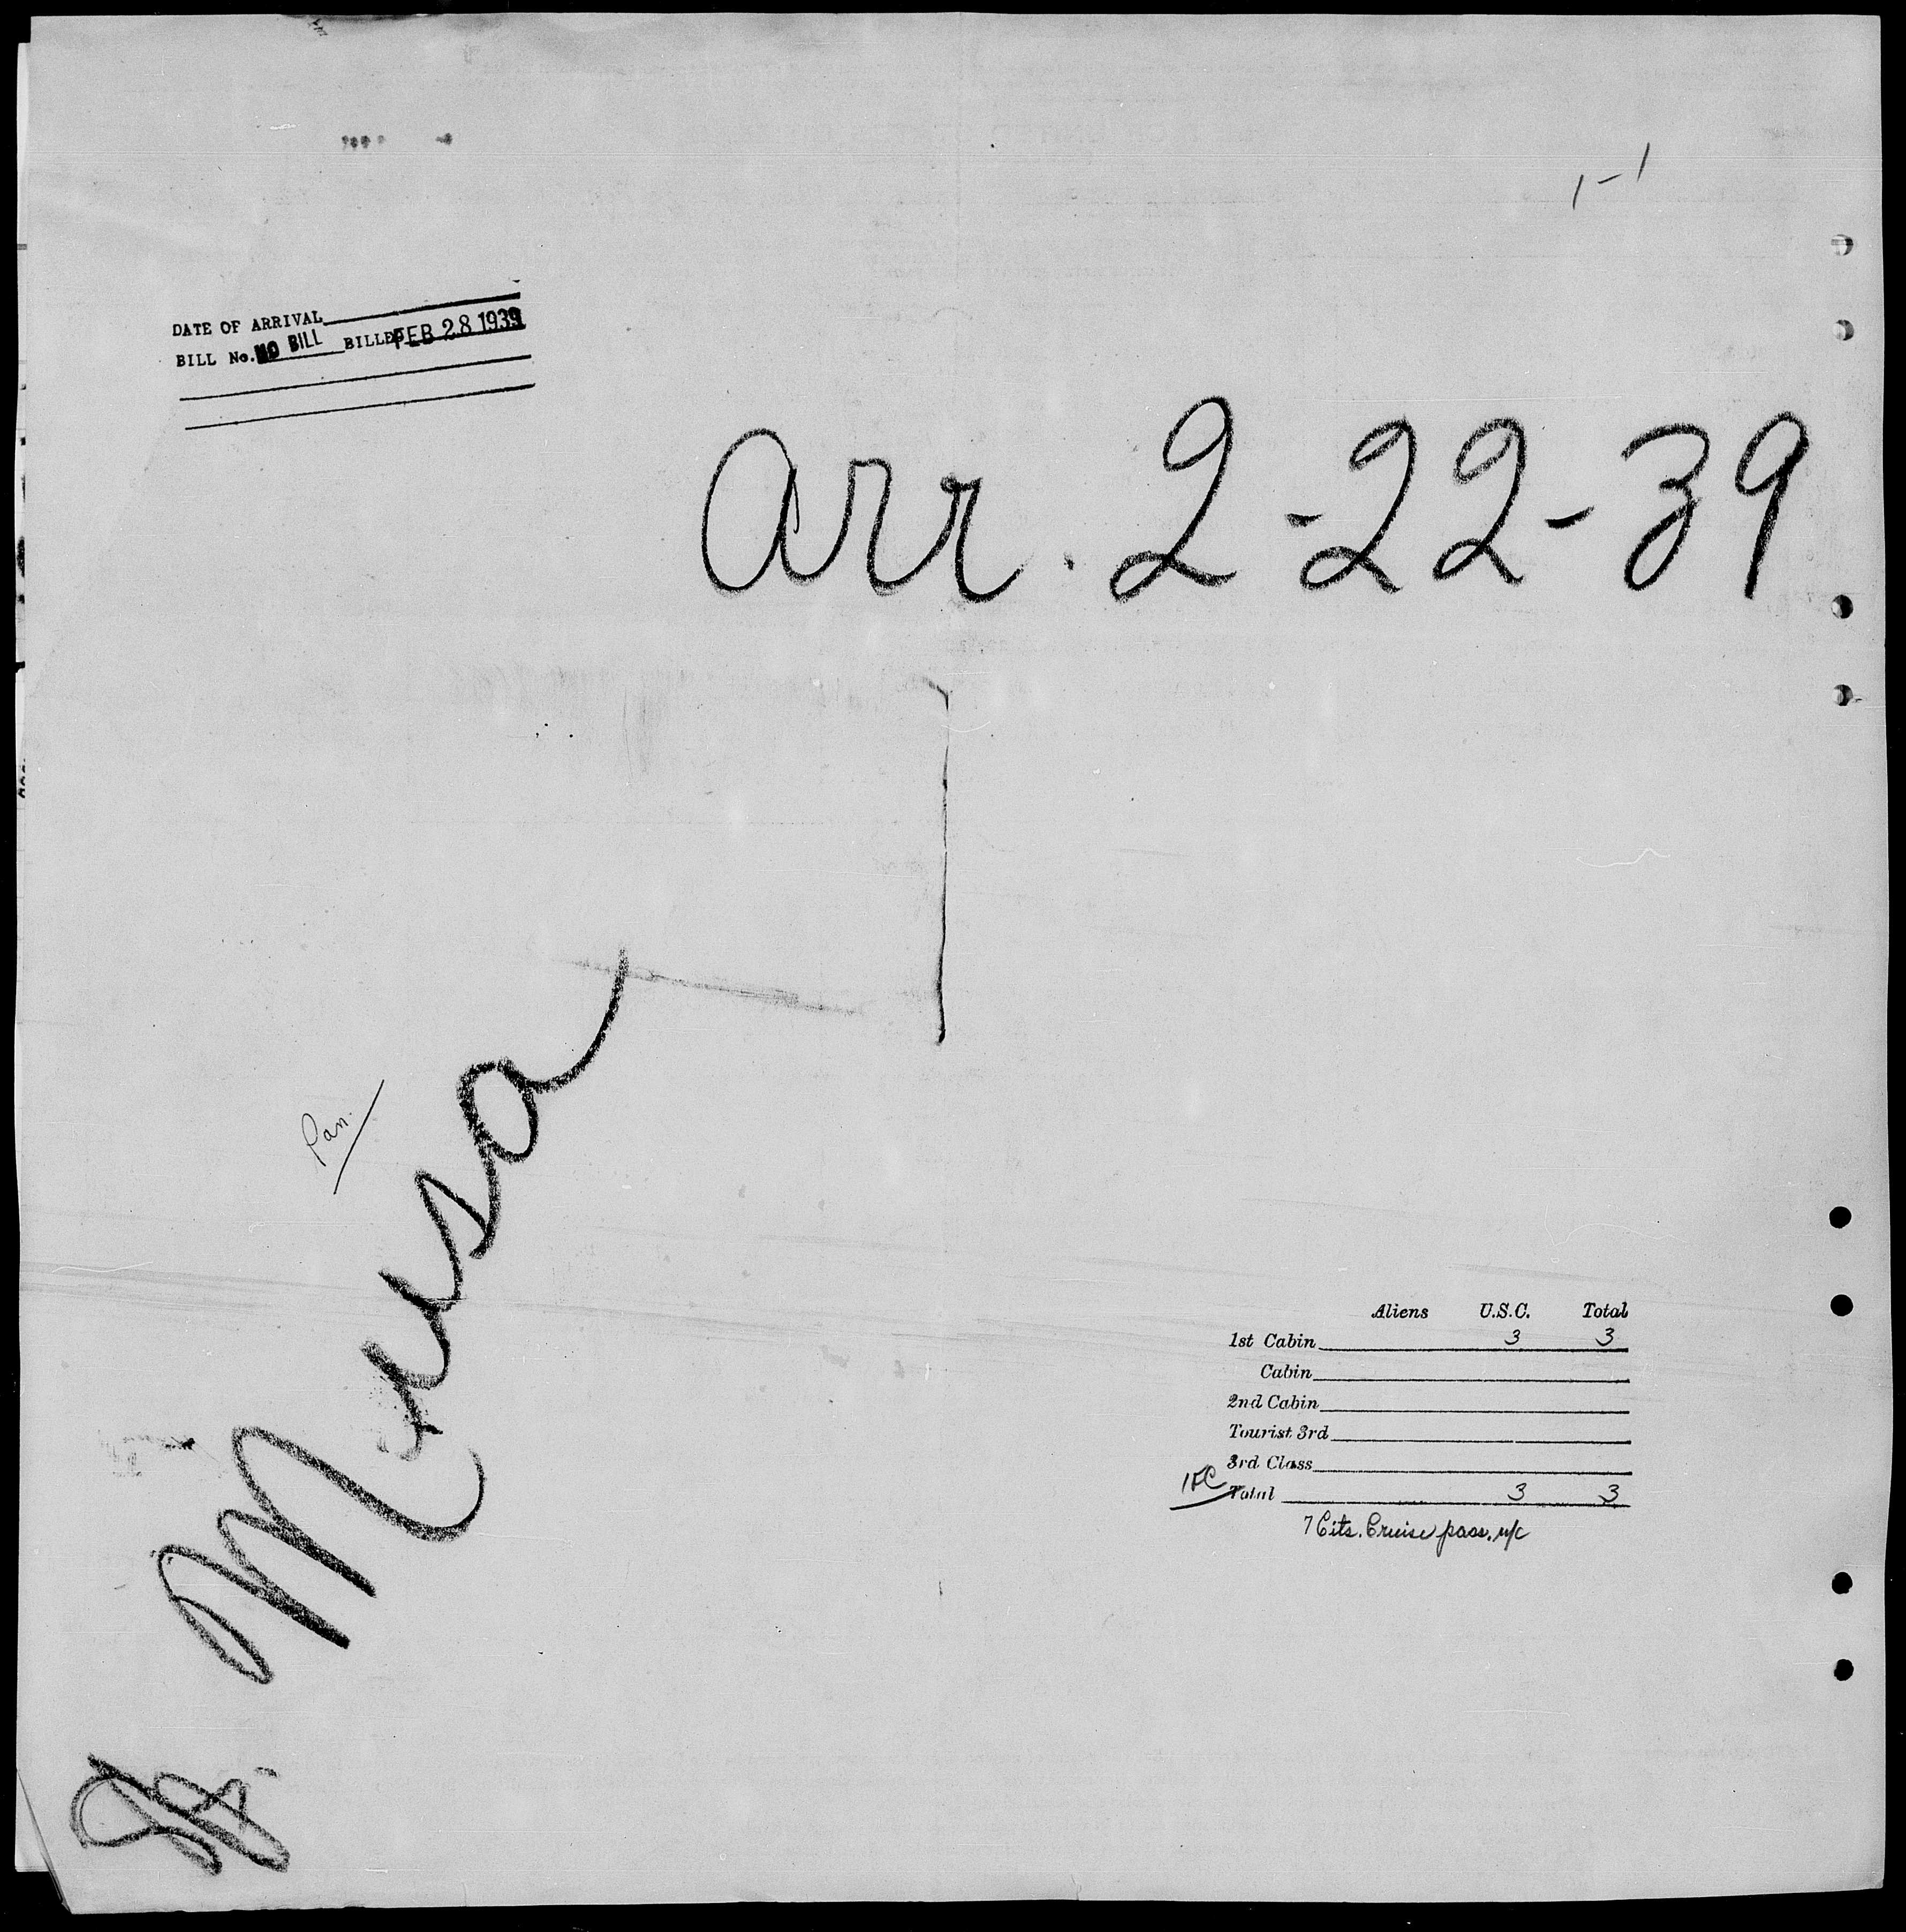 1-1
DATE OF ARRIVAL
BILL No. NO BILL BILLED FEB 28 1939
Arr. 2-22-39
Pan.
SS. Musa
Aliens U.S.C. Total
1st Cabin 3 3
Cabin
2nd Cabin
Tourist 3rd
3rd Class
Total 3 3
7 Cits. Cruise pass. n/c